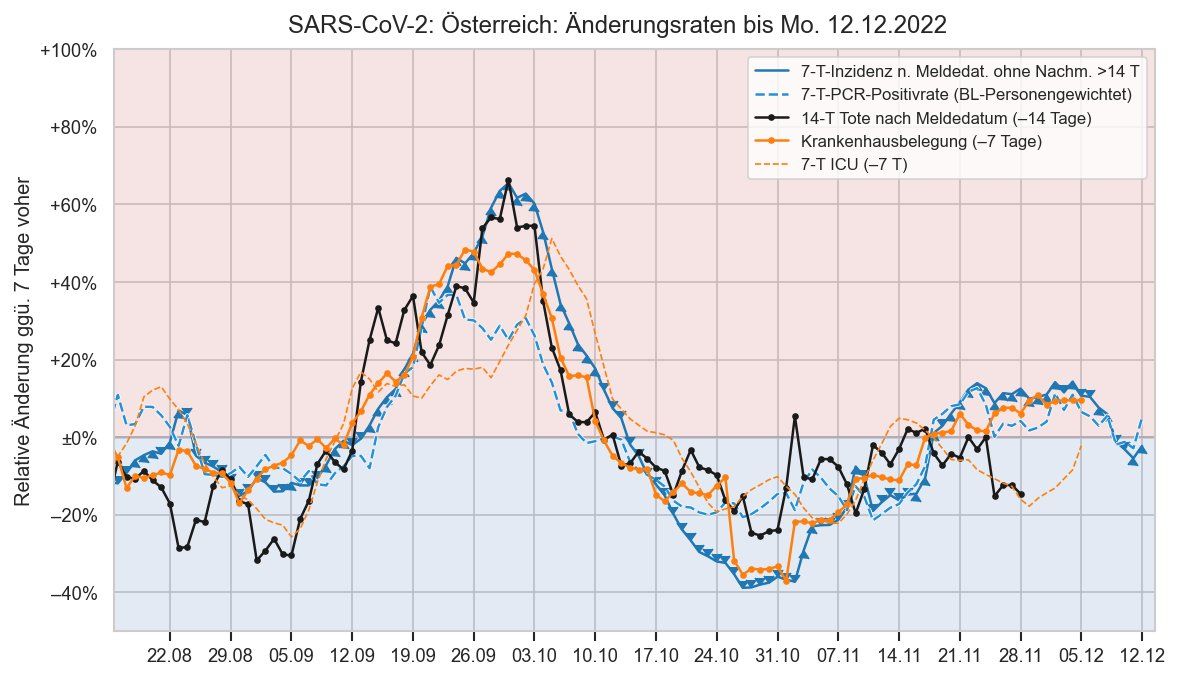 SARS-CoV-2: Österreich: Änderungsraten bis Mo. 12.12.2022
+100%
+80%
+60%
+40%
+20%
±0%
–20%
–40%
Relative Änderung ggü. 7 Tage voher
7-T-Inzidenz n. Meldedat. ohne Nachm. >14 T
7-T-PCR-Positivrate (BL-Personengewichtet)
14-T Tote nach Meldedatum (–14 Tage)
Krankenhausbelegung (–7 Tage)
7-T ICU (–7 T)
22.08 29.08 05.09 12.09 19.09 26.09 03.10 10.10 17.10 24.10 31.10 07.11 14.11 21.11 28.11 05.12 12.12